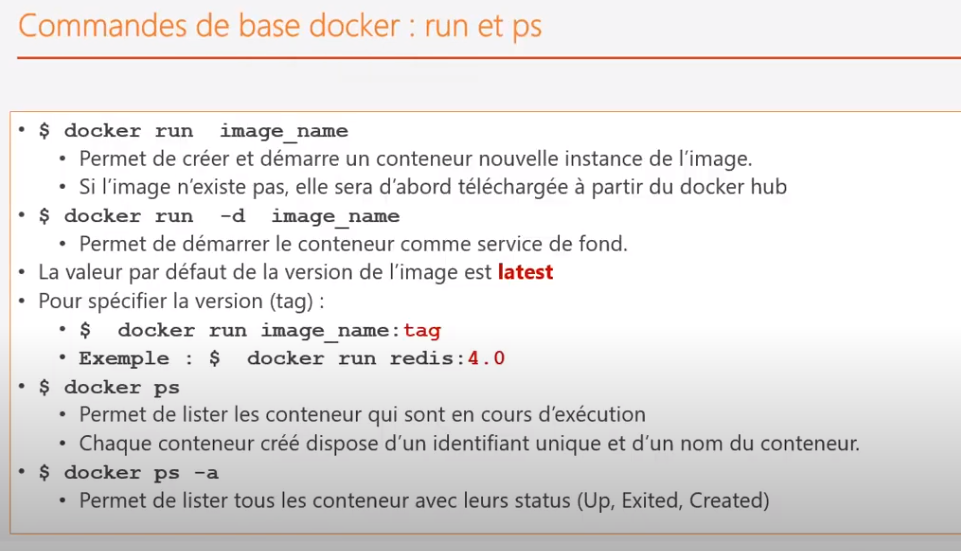 Commandes de base docker : run et ps
• $ docker run image_name
• Permet de créer et démarre un conteneur nouvelle instance de l'image.
• Si l'image n'existe pas, elle sera d'abord téléchargée à partir du docker hub
• $ docker run -d image_name
• Permet de démarrer le conteneur comme service de fond.
• La valeur par défaut de la version de l'image est latest
• Pour spécifier la version (tag) :
• $ docker run image_name:tag
• Exemple : $ docker run redis:4.0
• $ docker ps
• Permet de lister les conteneur qui sont en cours d'exécution
• Chaque conteneur créé dispose d'un identifiant unique et d'un nom du conteneur.
• $ docker ps -a
• Permet de lister tous les conteneur avec leurs status (Up, Exited, Created)